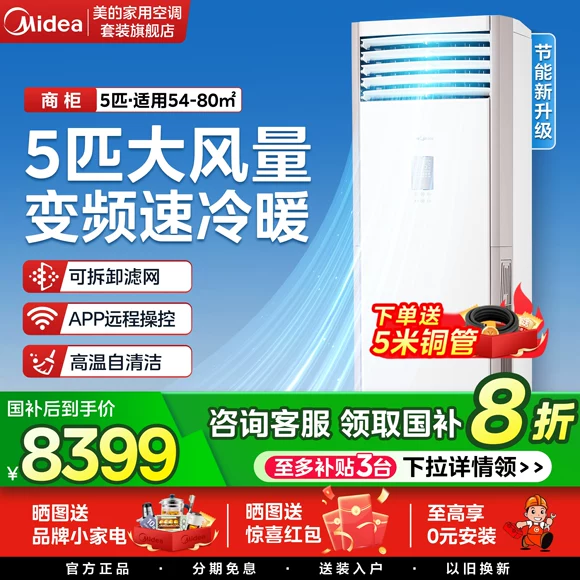 Midea
美的家用空调
套装旗舰店
商柜 5匹·适用54-80㎡
节能新升级
5匹大风量
变频速冷暖
可拆卸滤网
APP远程操控
高温自清洁
下单送
5米铜管
国补后到手价
¥8399
咨询客服 领取国补 8折
至多补贴3台 下拉详情领>>
晒图送
品牌小家电
晒图送
惊喜红包
至高享
0元安装
官方正品 分期免息 送装入户 以旧换新